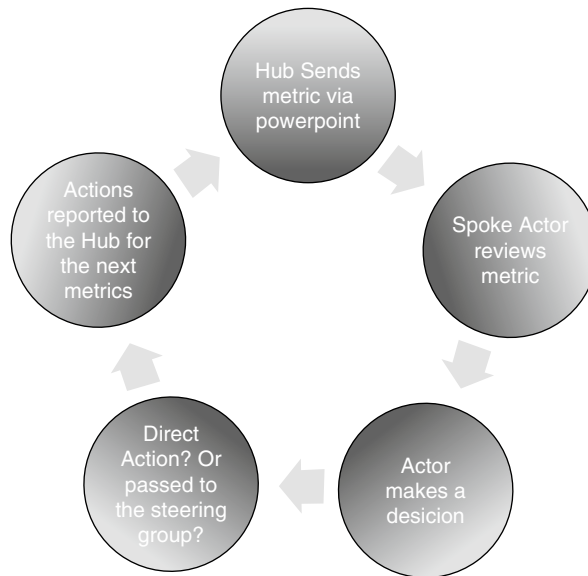 Hub Sends
metric via
powerpoint
Spoke Actor
reviews
metric
Actor
makes a
desicion
Direct
Action? Or
passed to
the steering
group?
Actions
reported to
the Hub for
the next
metrics